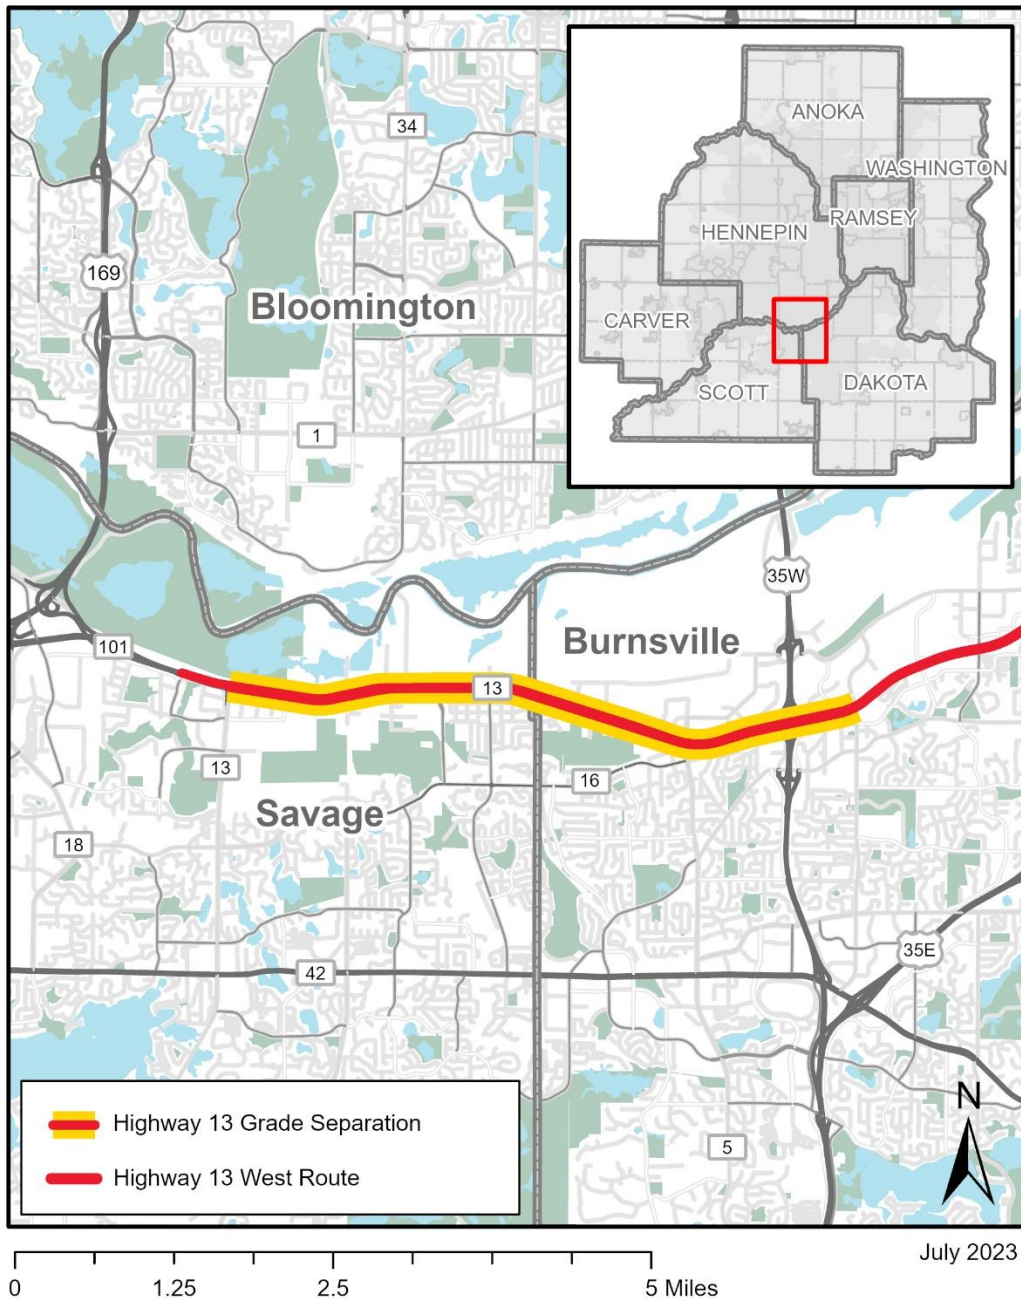 34
ANOKA
WASHINGTON
RAMSEY
HENNEPIN
CARVER
SCOTT
DAKOTA
169
Bloomington
1
35W
Burnsville
101
13
13
16
Savage
18
35E
42
N
Highway 13 Grade Separation
Highway 13 West Route
5
July 2023
0 1.25 2.5 5 Miles